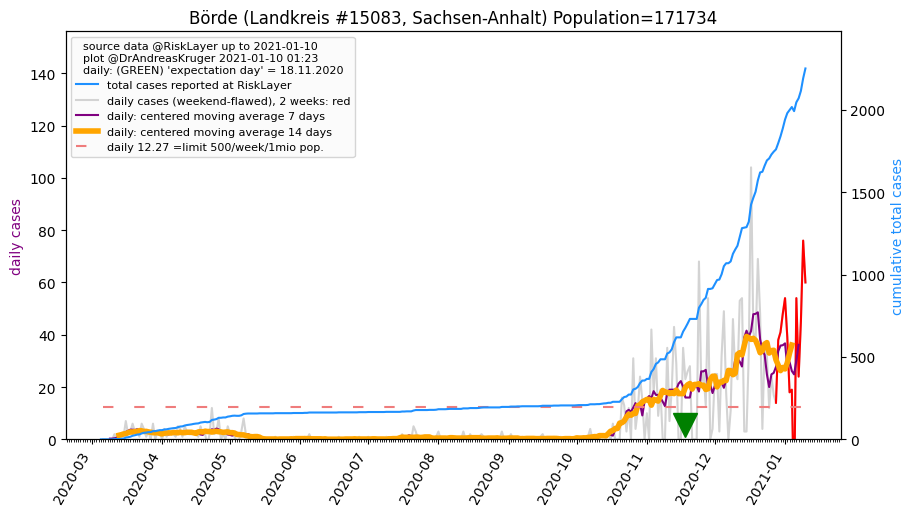 Börde (Landkreis #15083, Sachsen-Anhalt) Population=171734
source data @RiskLayer up to 2021-01-10
plot @DrAndreasKruger 2021-01-10 01:23
daily: (GREEN) 'expectation day' = 18.11.2020
total cases reported at RiskLayer
daily cases (weekend-flawed), 2 weeks: red
daily: centered moving average 7 days
daily: centered moving average 14 days
daily 12.27 =limit 500/week/1mio pop.
daily cases
140
120
100
80
60
40
20
0
cumulative total cases
2000
1500
1000
500
0
2020-03
2020-04
2020-05
2020-06
2020-07
2020-08
2020-09
2020-10
2020-11
2020-12
2021-01